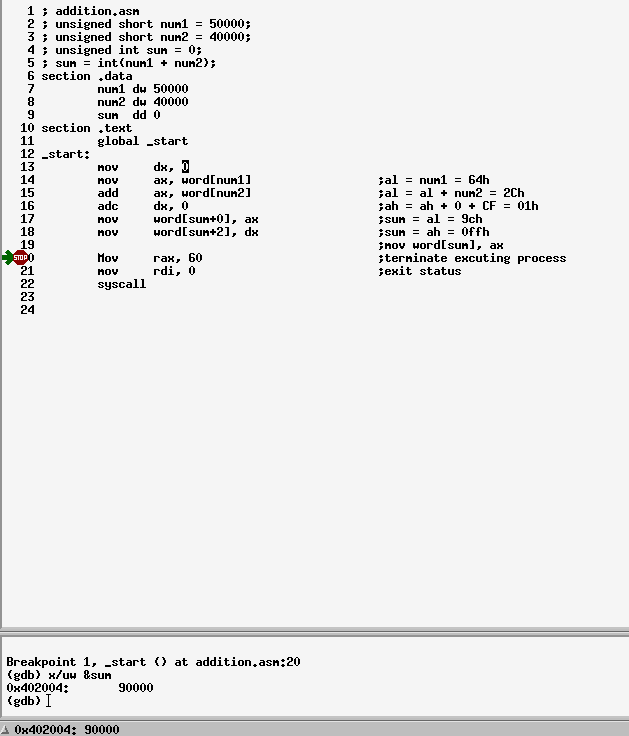 1 ; addition.asm
2 ; unsigned short num1 = 50000;
3 ; unsigned short num2 = 40000;
4 ; unsigned int sum = 0;
5 ; sum = int(num1 + num2);
6 section .data
7 num1 dw 50000
8 num2 dw 40000
9 sum dd 0
10 section .text
11 global _start
12 _start:
13 mov dx, 0
14 mov ax, word[num1] ;al = num1 = 64h
15 add ax, word[num2] ;al = al + num2 = 2Ch
16 adc dx, 0 ;ah = ah + 0 + CF = 01h
17 mov word[sum+0], ax ;sum = al = 9ch
18 mov word[sum+2], dx ;sum = ah = 0ffh
19 ;mov word[sum], ax
STOP 0 Mov rax, 60 ;terminate excuting process
21 mov rdi, 0 ;exit status
22 syscall
23
24
Breakpoint 1, _start () at addition.asm:20
(gdb) x/uw &sum
0x402004: 90000
(gdb)
0x402004: 90000